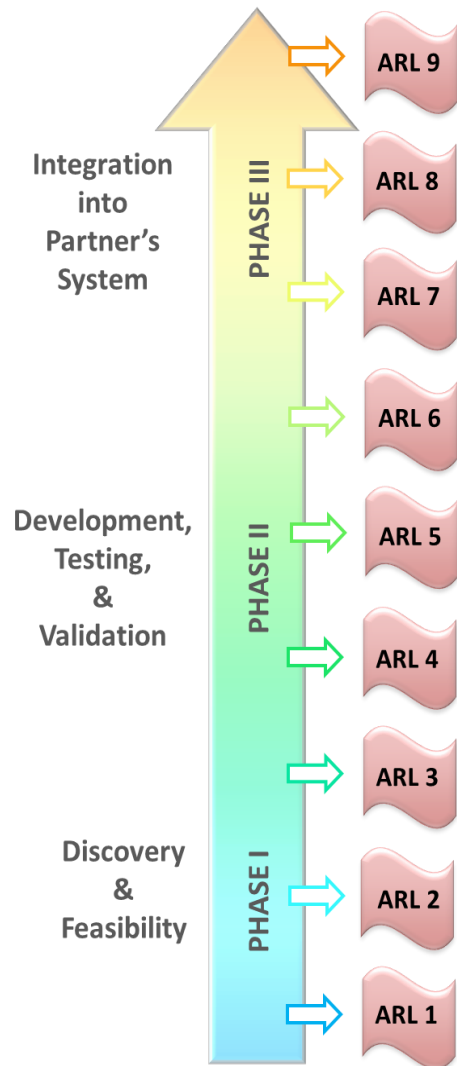 ARL 9
Integration
into
Partner's
System
PHASE III
ARL 8
ARL 7
ARL 6
Development,
Testing,
&
Validation
PHASE II
ARL 5
ARL 4
ARL 3
Discovery
&
Feasibility
PHASE I
ARL 2
ARL 1